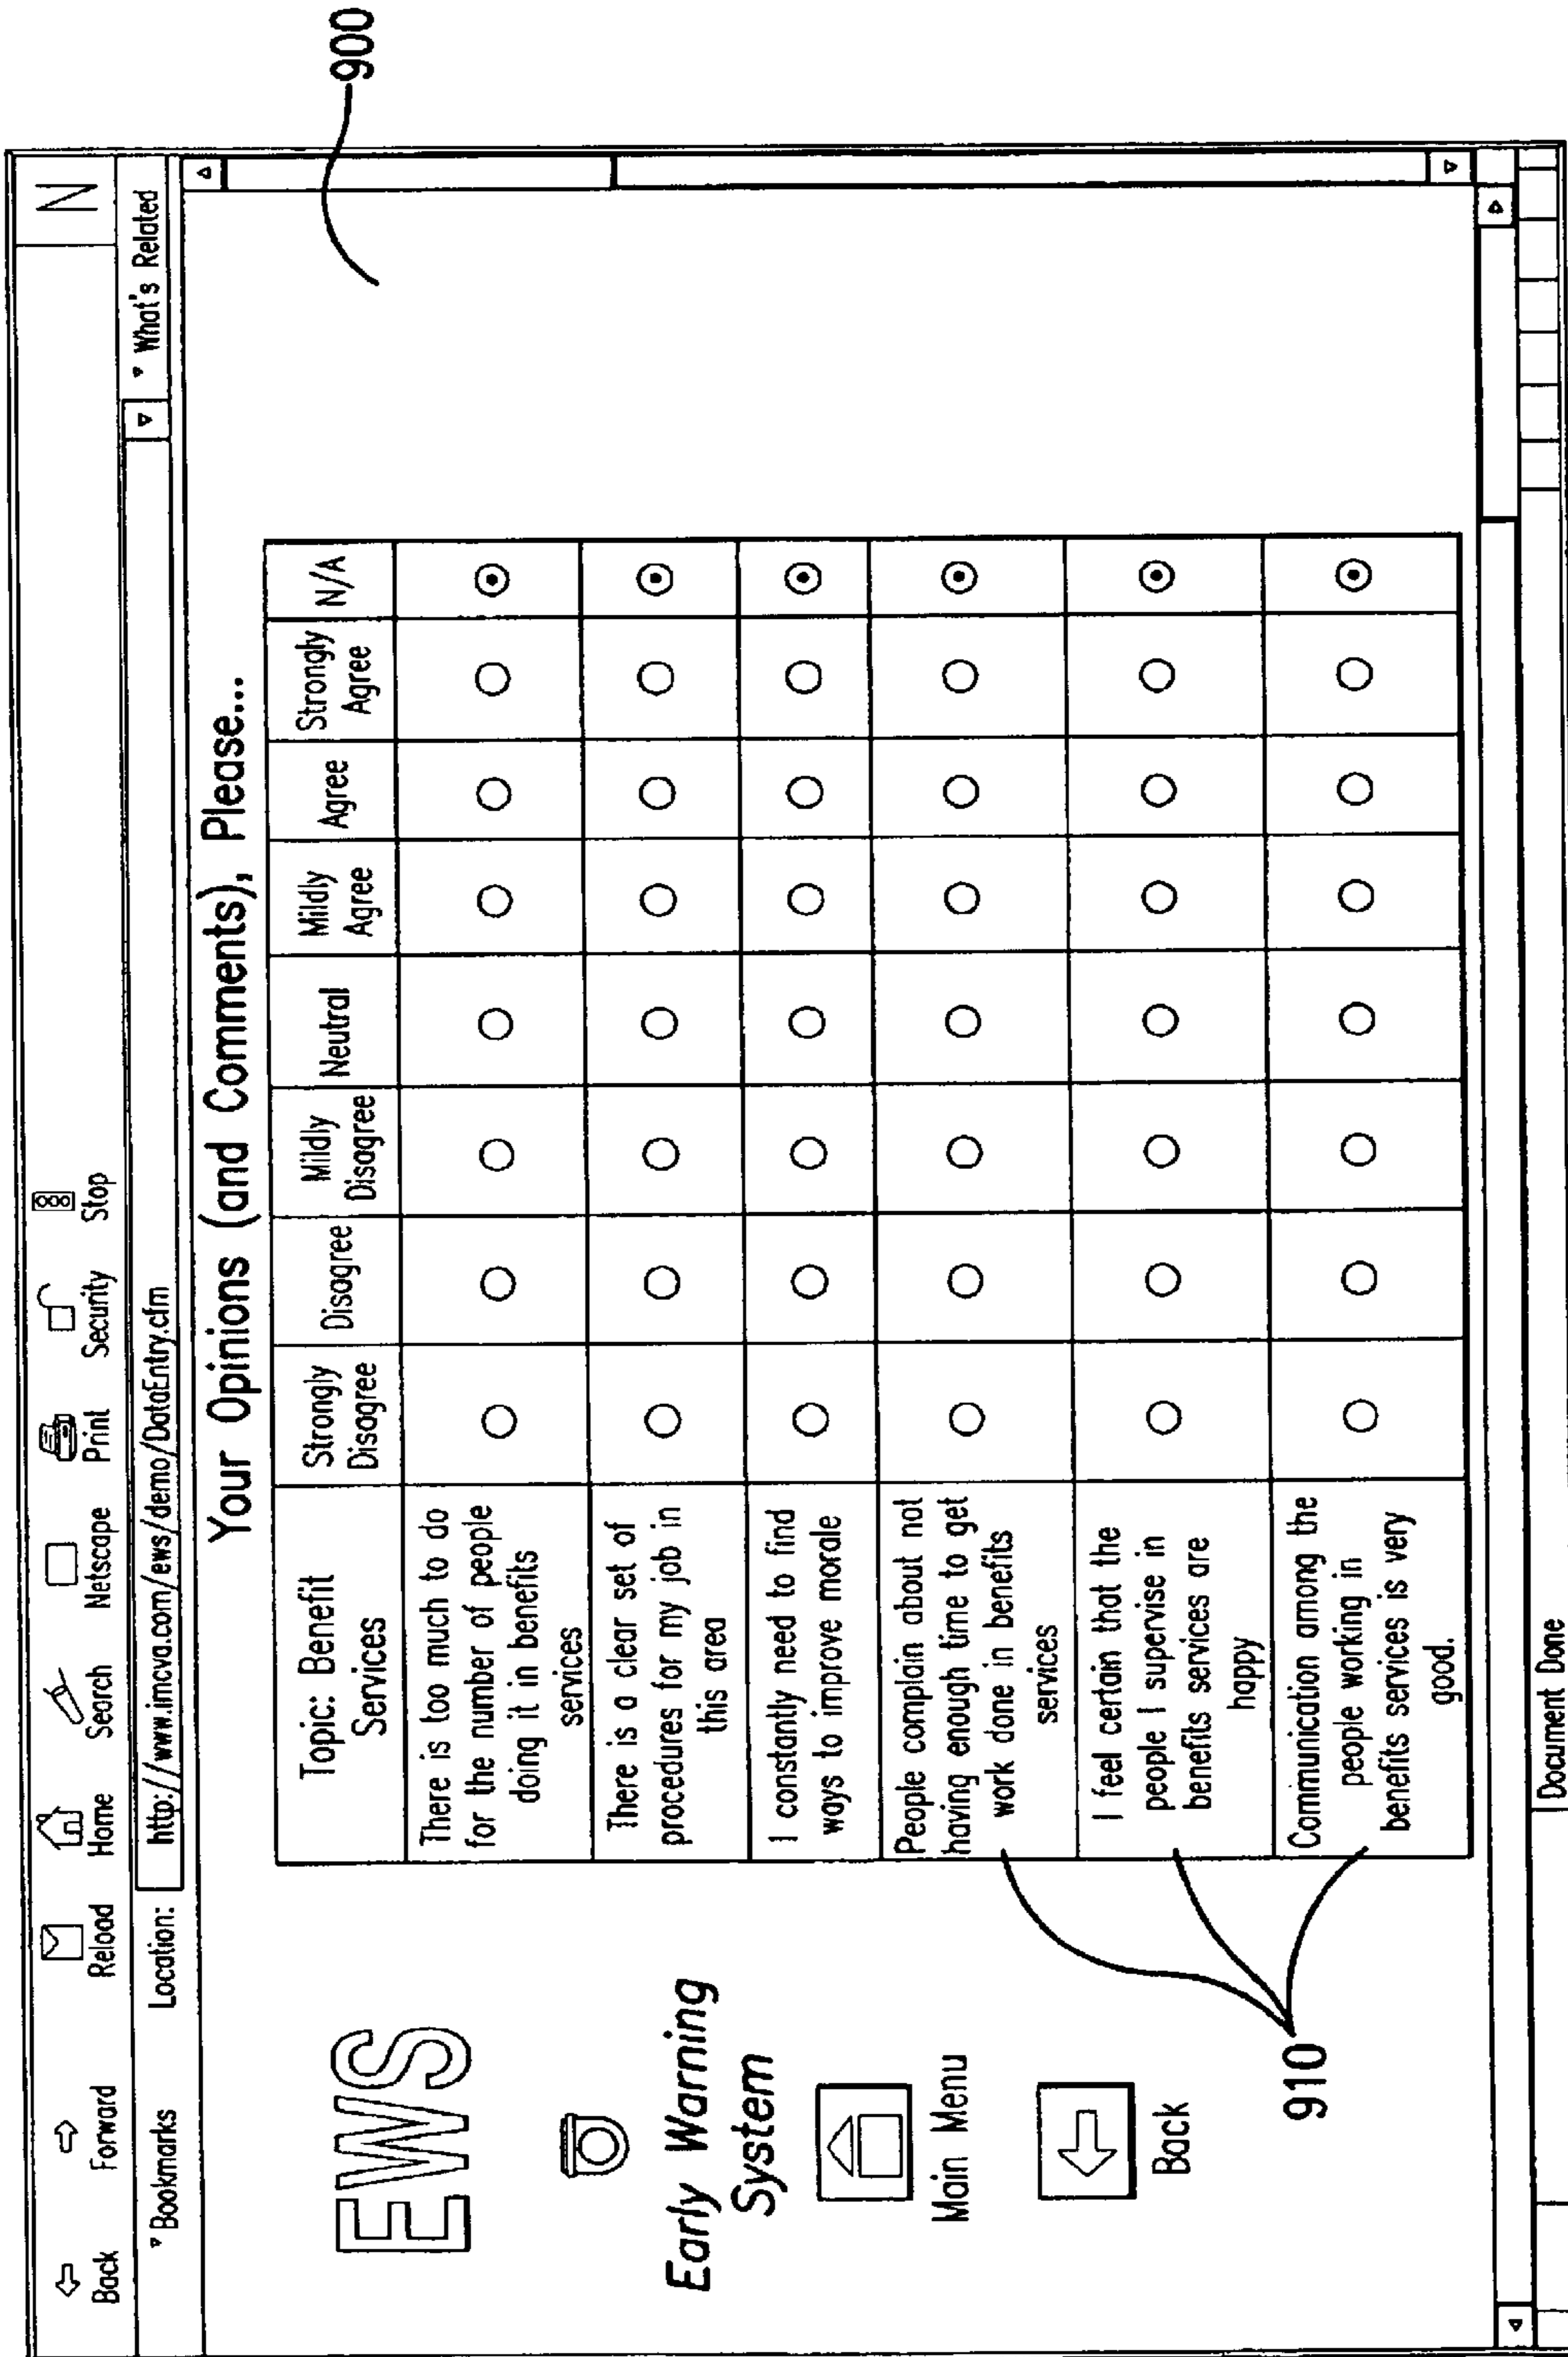 Back Forward Reload Home Search Netscape Print Security Stop
N
Bookmarks Location: http://www.imcva.com/ews/demo/DataEntry.cfm What's Related
900
EWS
Early Warning
System
Main Menu
Back
910
Your Opinions (and Comments), Please...
Topic: Benefit
Services
Strongly
Disagree
Disagree
Mildly
Disagree
Neutral
Mildly
Agree
Agree
Strongly
Agree
N/A
There is too much to do
for the number of people
doing it in benefits
services
There is a clear set of
procedures for my job in
this area
I constantly need to find
ways to improve morale
People complain about not
having enough time to get
work done in benefits
services
I feel certain that the
people I supervise in
benefits services are
happy
Communication among the
people working in
benefits services is very
good.
Document Done